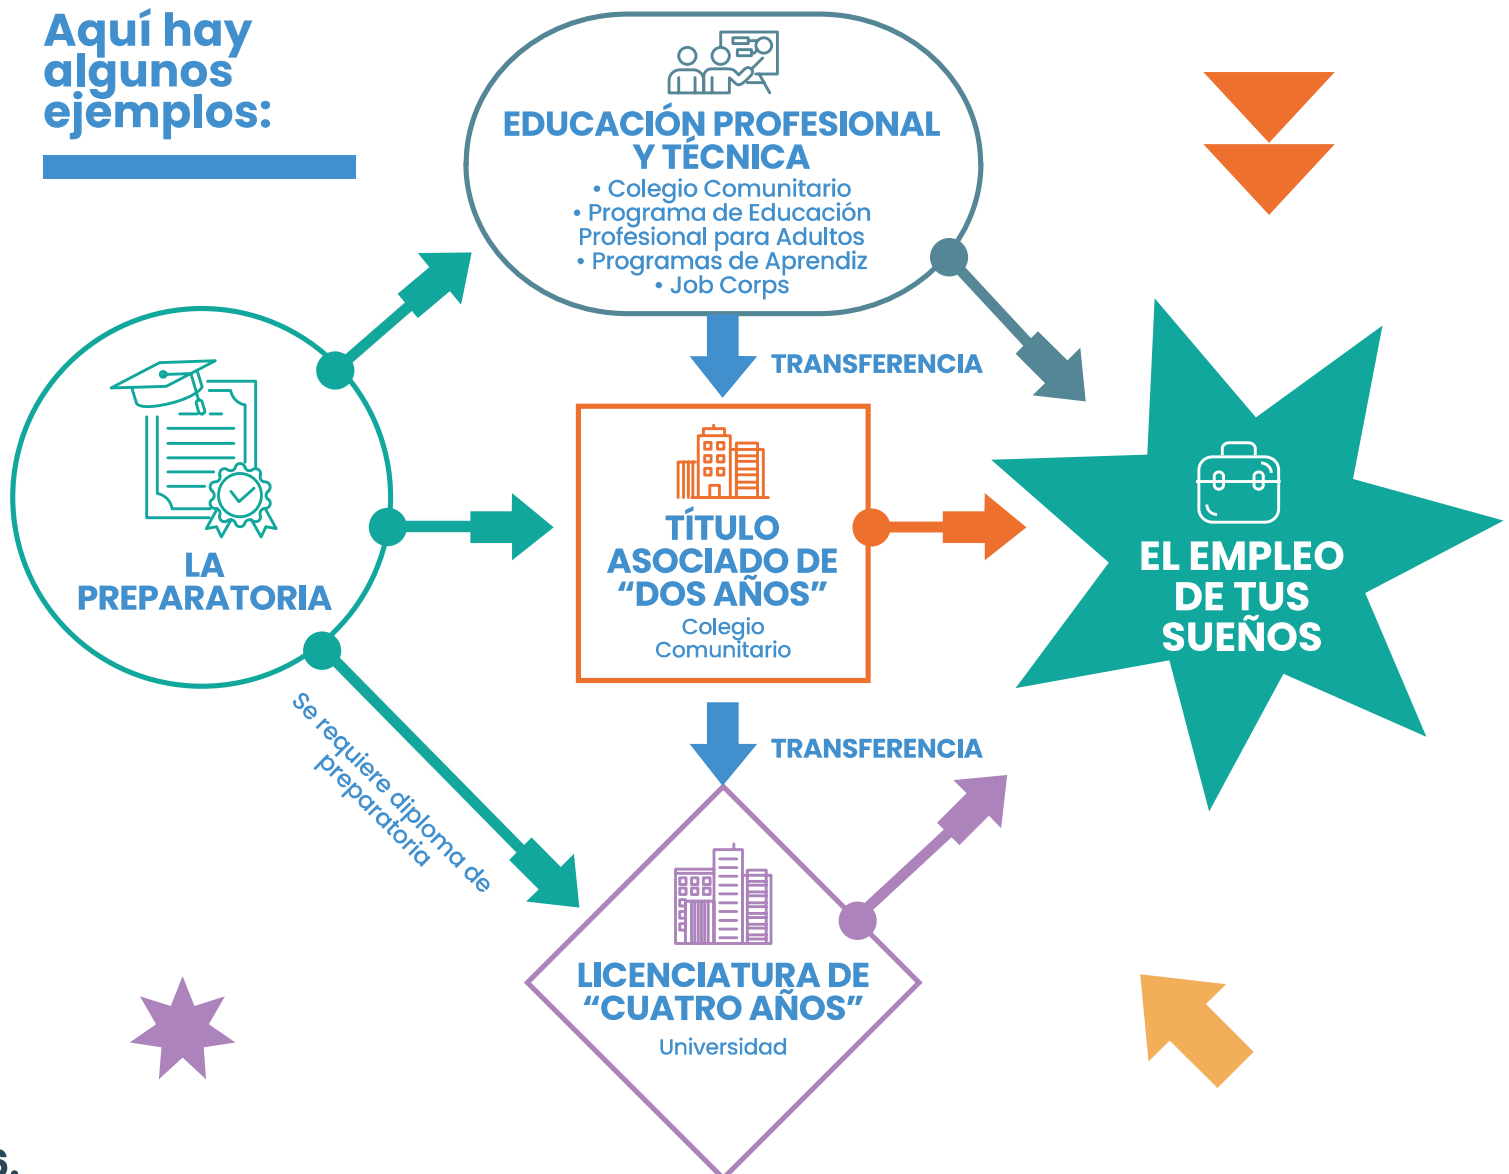 Aquí hay
algunos
ejemplos:
EDUCACIÓN PROFESIONAL
Y TÉCNICA
• Colegio Comunitario
• Programa de Educación
Profesional para Adultos
• Programas de Aprendiz
• Job Corps
TRANSFERENCIA
LA
PREPARATORIA
TÍTULO
ASOCIADO DE
“DOS AÑOS”
Colegio
Comunitario
EL EMPLEO
DE TUS
SUEÑOS
Se requiere diploma de
preparatoria
TRANSFERENCIA
LICENCIATURA DE
“CUATRO AÑOS”
Universidad